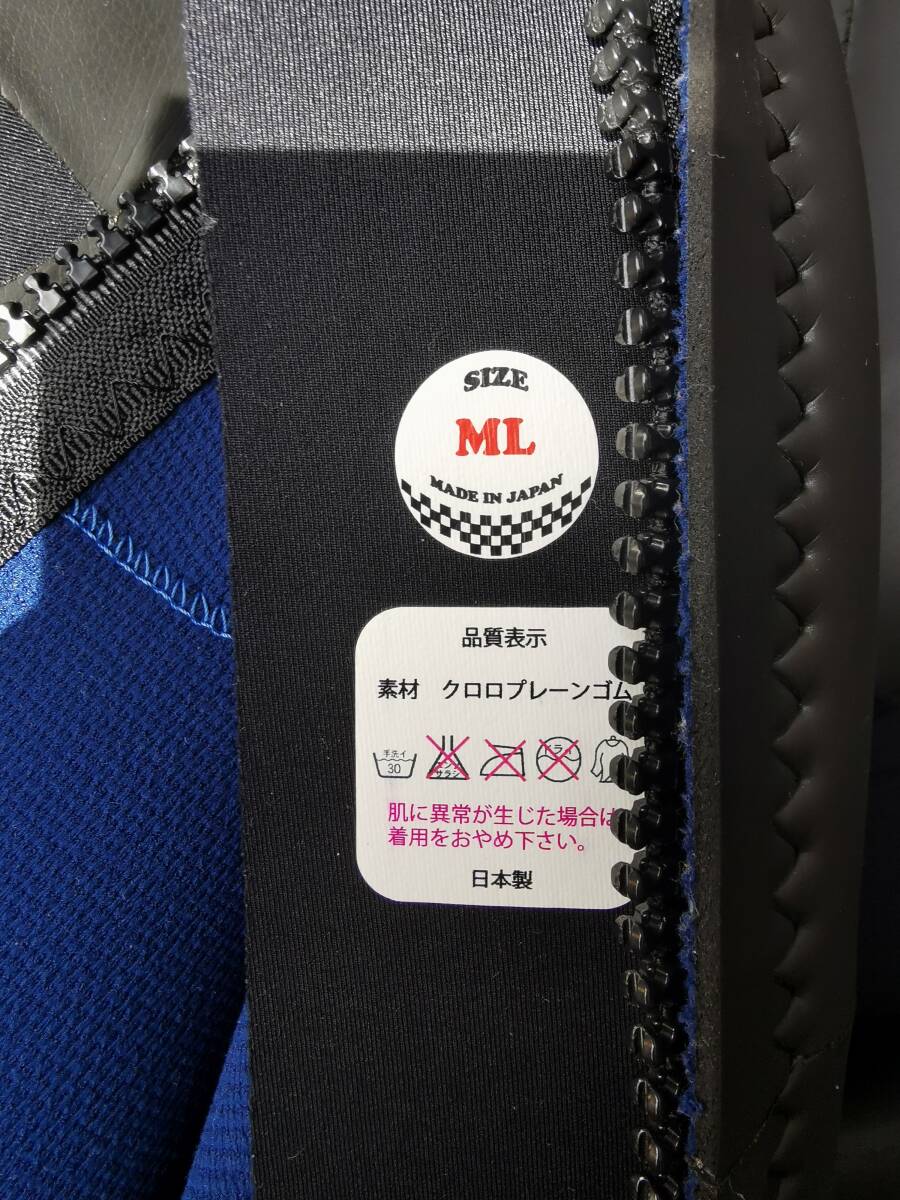 SIZE
ML
MADE IN JAPAN
品質表示
素材　クロロプレーンゴム
手洗イ
30
サラシ
ドライ
肌に異常が生じた場合は
着用をおやめ下さい。
日本製